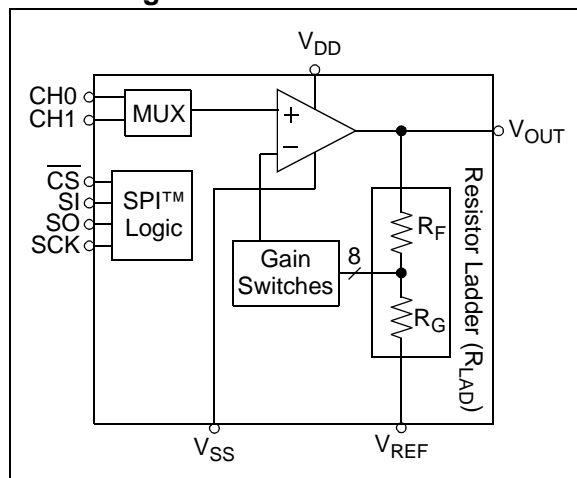 V_DD
CH0
CH1
MUX
+
−
V_OUT
C̅S̅
SI
SO
SCK
SPI™
Logic
Gain
Switches
8
R_F
R_G
Resistor Ladder (R_LAD)
V_SS
V_REF